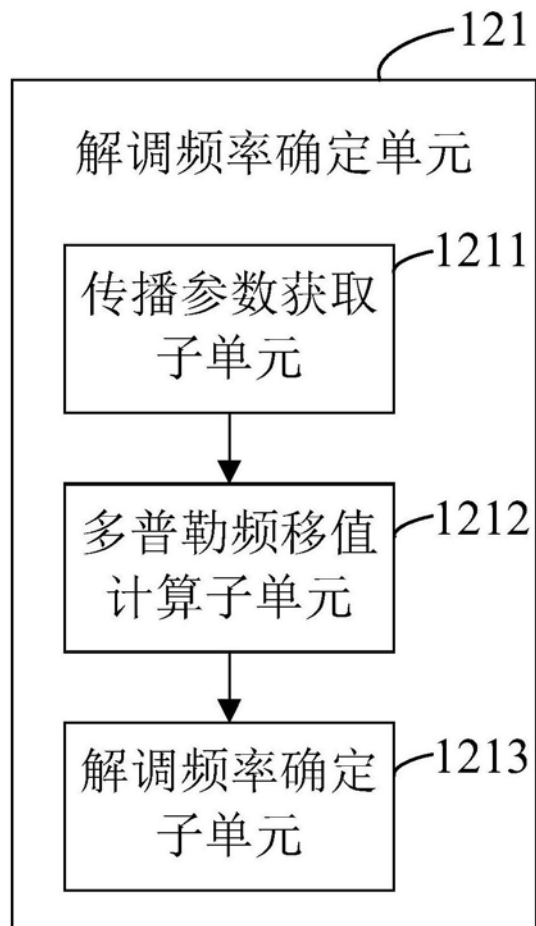 121
解调频率确定单元
1211
传播参数获取
子单元
1212
多普勒频移值
计算子单元
1213
解调频率确定
子单元